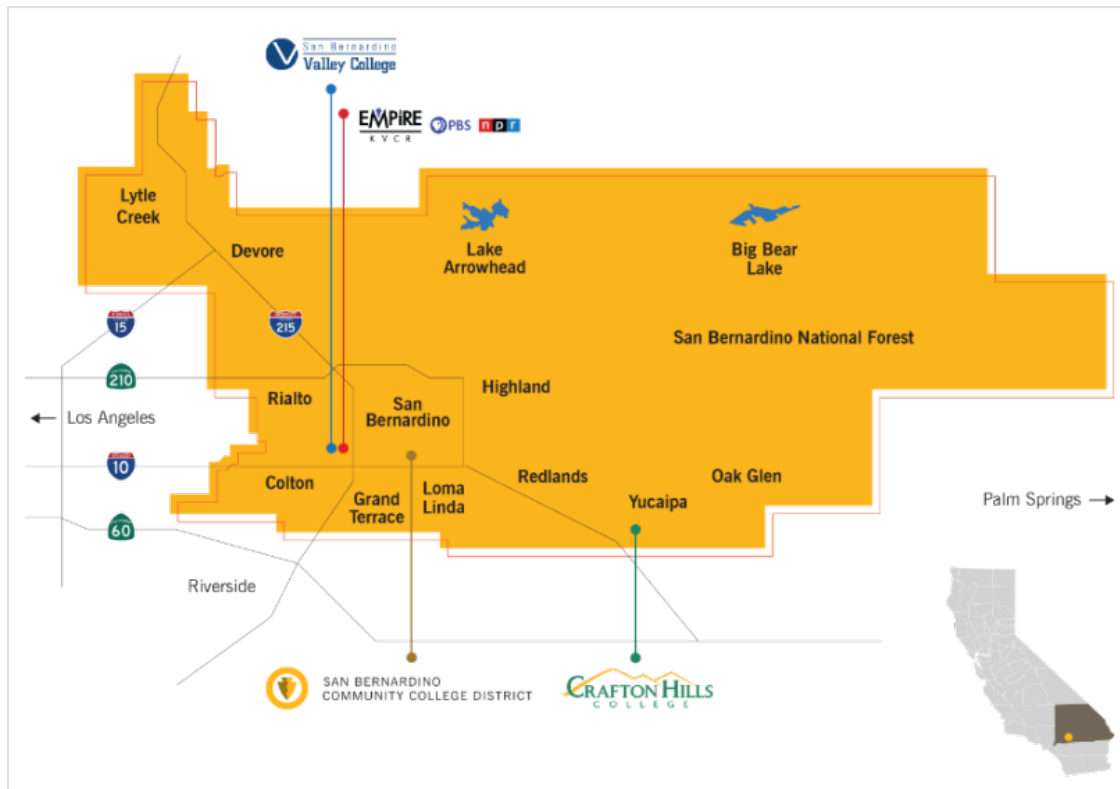 San Bernardino
Valley College
EMPIRE
KVCR
PBS
npr
Lytle
Creek
Devore
Lake
Arrowhead
Big Bear
Lake
15
215
San Bernardino National Forest
210
Highland
Rialto
San
Bernardino
Los Angeles
10
Colton
Grand
Terrace
Loma
Linda
Redlands
Yucaipa
Oak Glen
Palm Springs
60
Riverside
SAN BERNARDINO
COMMUNITY COLLEGE DISTRICT
CRAFTON HILLS
COLLEGE